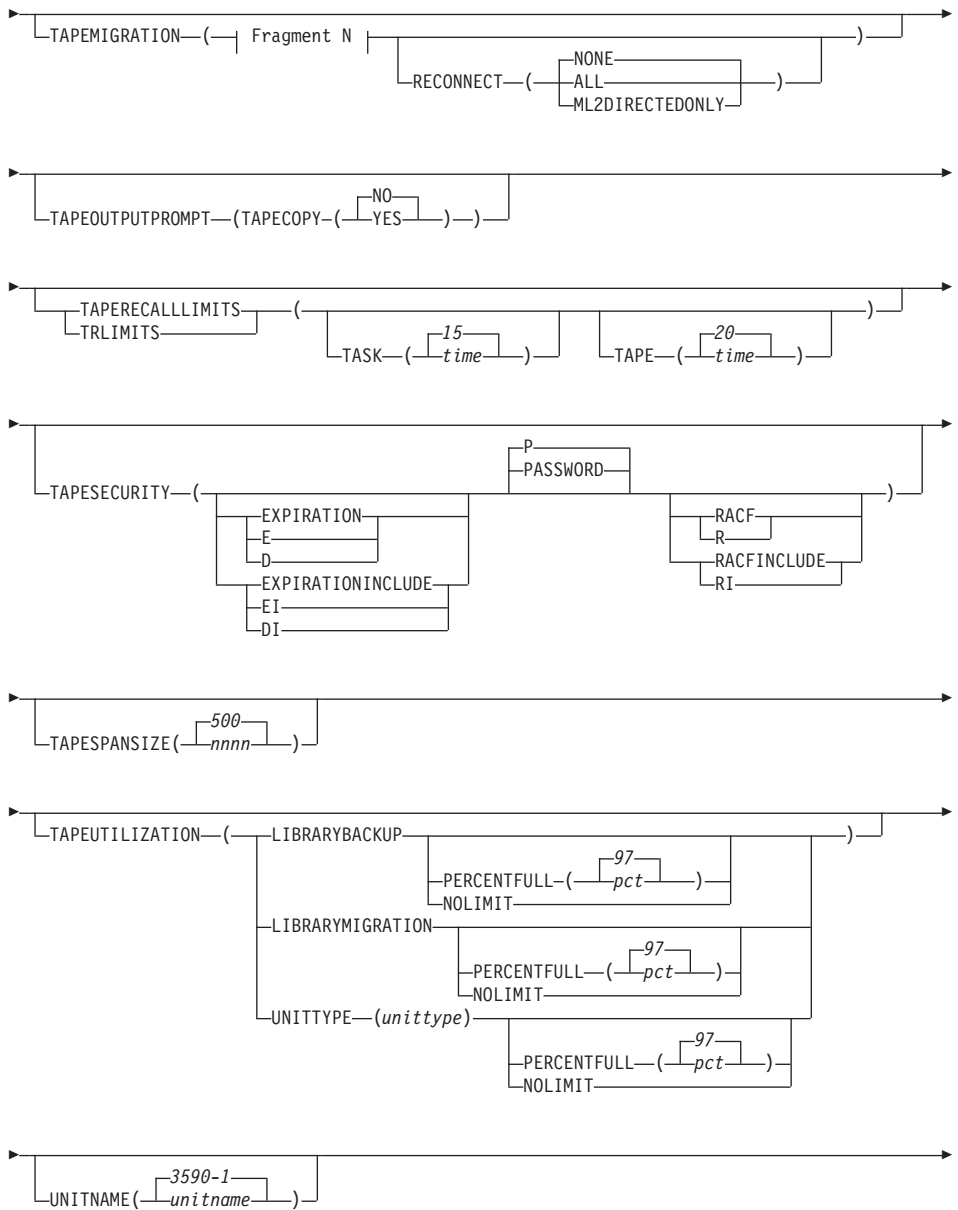 TAPEMIGRATION ( Fragment N )
NONE
RECONNECT ( ALL )
ML2DIRECTEDONLY
NO
TAPEOUTPUTPROMPT (TAPECOPY ( YES ) )
TAPERECALLLIMITS (
TRLIMITS
15
TASK ( time )
20
TAPE ( time )
)
P
PASSWORD
TAPESECURITY ( )
EXPIRATION
E
D
EXPIRATIONINCLUDE
EI
DI
RACF
R
RACFINCLUDE
RI
500
TAPESPANSIZE( nnnn )
TAPEUTILIZATION ( LIBRARYBACKUP )
97
PERCENTFULL ( pct )
NOLIMIT
LIBRARYMIGRATION
97
PERCENTFULL ( pct )
NOLIMIT
UNITTYPE (unittype)
97
PERCENTFULL ( pct )
NOLIMIT
3590-1
UNITNAME( unitname )